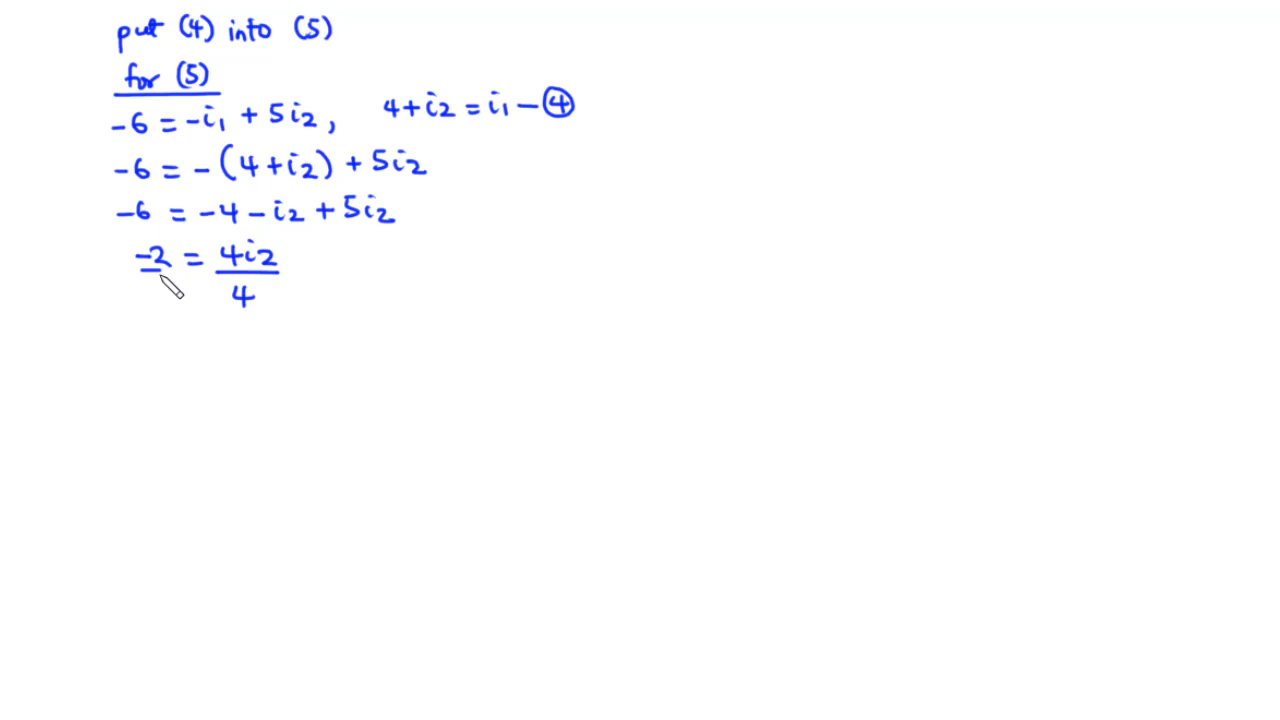 put (4) into (5)
for (5)
-6 = -i₁ + 5i₂, 4+i₂ = i₁ - ④
-6 = -(4+i₂) + 5i₂
-6 = -4 - i₂ + 5i₂
-2 = 4i₂
4